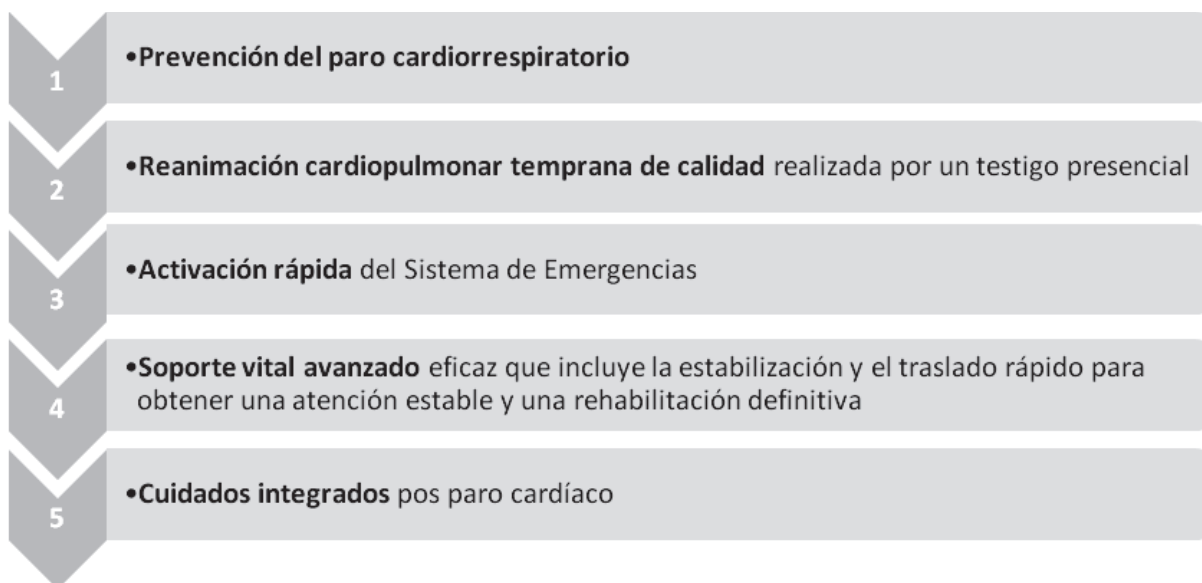 1
•Prevención del paro cardiorrespiratorio
2
•Reanimación cardiopulmonar temprana de calidad realizada por un testigo presencial
3
•Activación rápida del Sistema de Emergencias
4
•Soporte vital avanzado eficaz que incluye la estabilización y el traslado rápido para
obtener una atención estable y una rehabilitación definitiva
5
•Cuidados integrados pos paro cardíaco